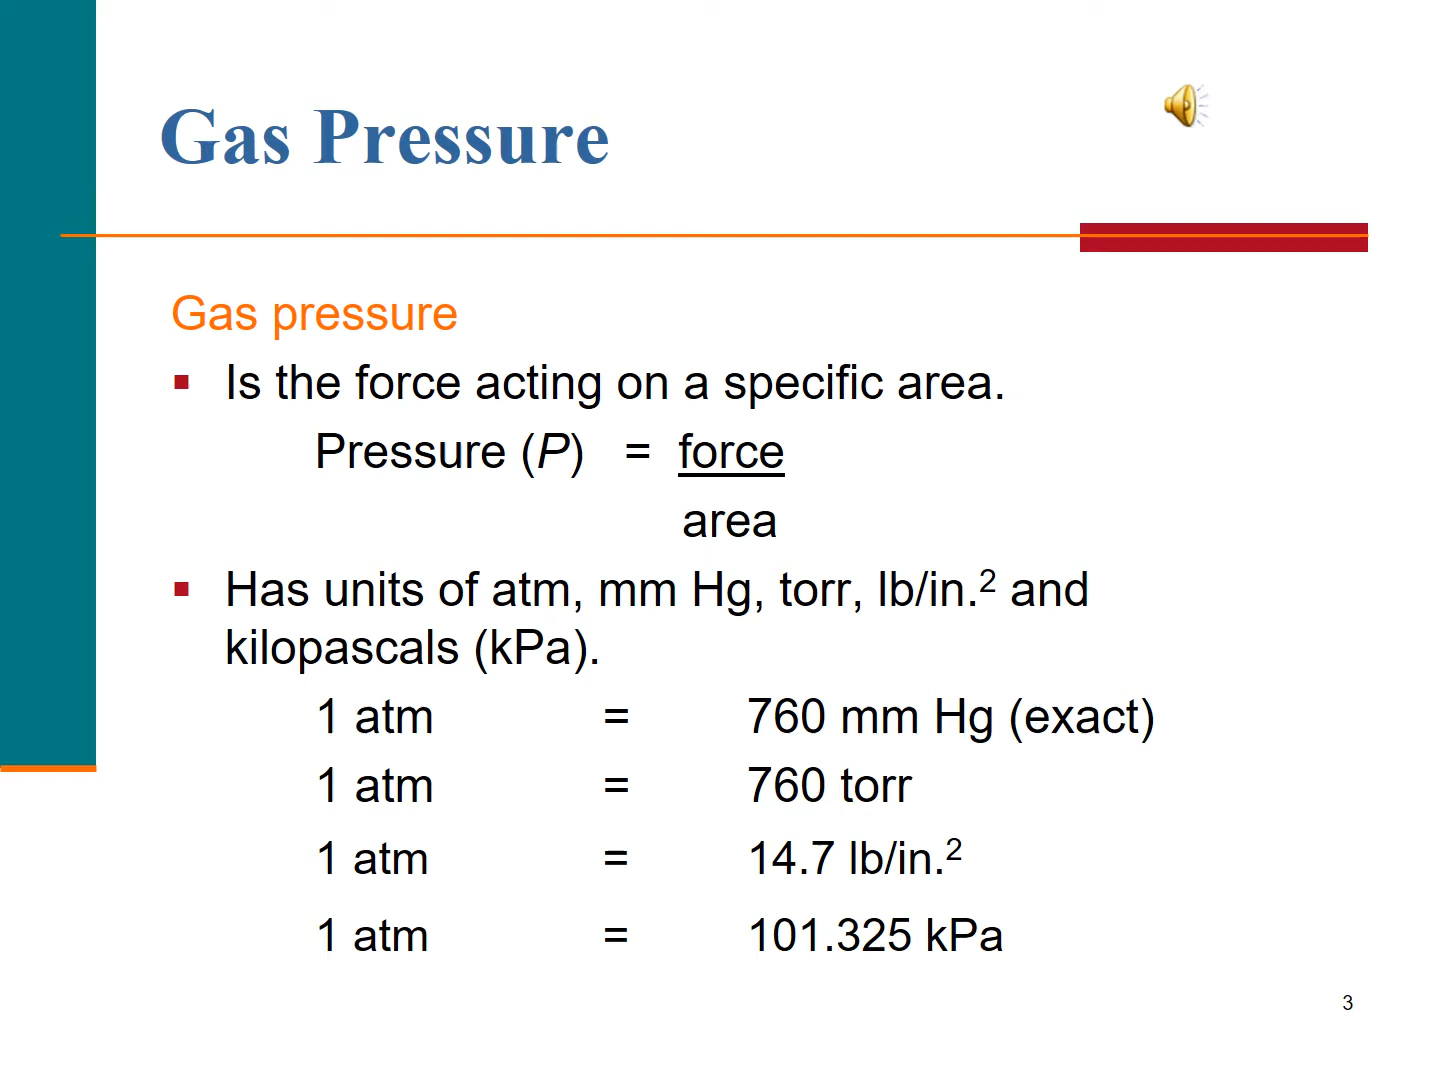 Gas Pressure
Gas pressure
▪ Is the force acting on a specific area.
Pressure (P) = force
area
▪ Has units of atm, mm Hg, torr, lb/in.² and
kilopascals (kPa).
1 atm = 760 mm Hg (exact)
1 atm = 760 torr
1 atm = 14.7 lb/in.²
1 atm = 101.325 kPa
3